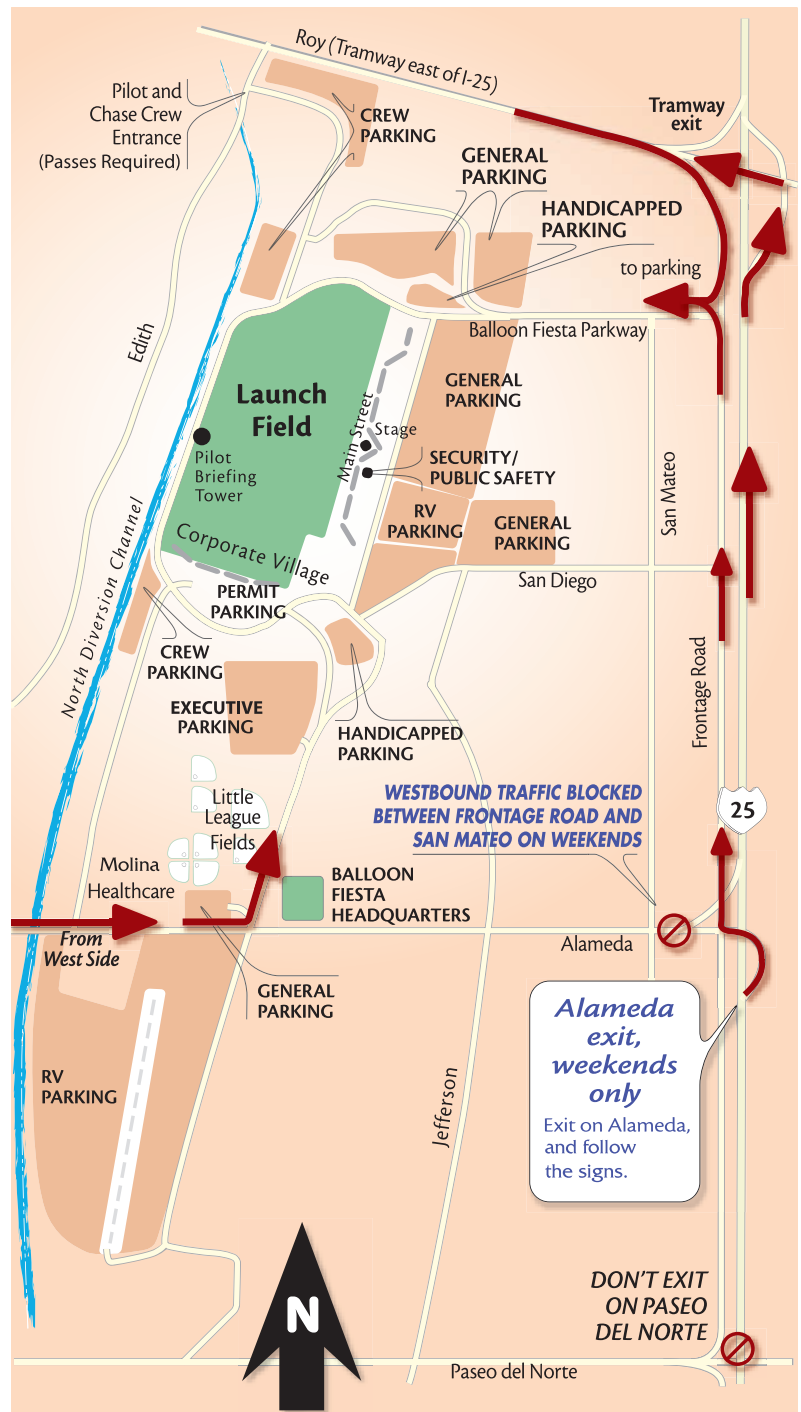 Roy (Tramway east of I-25)
Pilot and
Chase Crew
Entrance
(Passes Required)
CREW
PARKING
Tramway
exit
GENERAL
PARKING
HANDICAPPED
PARKING
to parking
Edith
Balloon Fiesta Parkway
Launch
Field
GENERAL
PARKING
Main Street
Stage
Pilot
Briefing
Tower
SECURITY/
PUBLIC SAFETY
San Mateo
RV
PARKING
GENERAL
PARKING
North Diversion Channel
Corporate Village
San Diego
PERMIT
PARKING
CREW
PARKING
Frontage Road
EXECUTIVE
PARKING
HANDICAPPED
PARKING
WESTBOUND TRAFFIC BLOCKED
BETWEEN FRONTAGE ROAD AND
SAN MATEO ON WEEKENDS
25
Little
League
Fields
Molina
Healthcare
BALLOON
FIESTA
HEADQUARTERS
From
West Side
Alameda
GENERAL
PARKING
Alameda
exit,
weekends
only
Exit on Alameda,
and follow
the signs.
RV
PARKING
Jefferson
N
DON'T EXIT
ON PASEO
DEL NORTE
Paseo del Norte